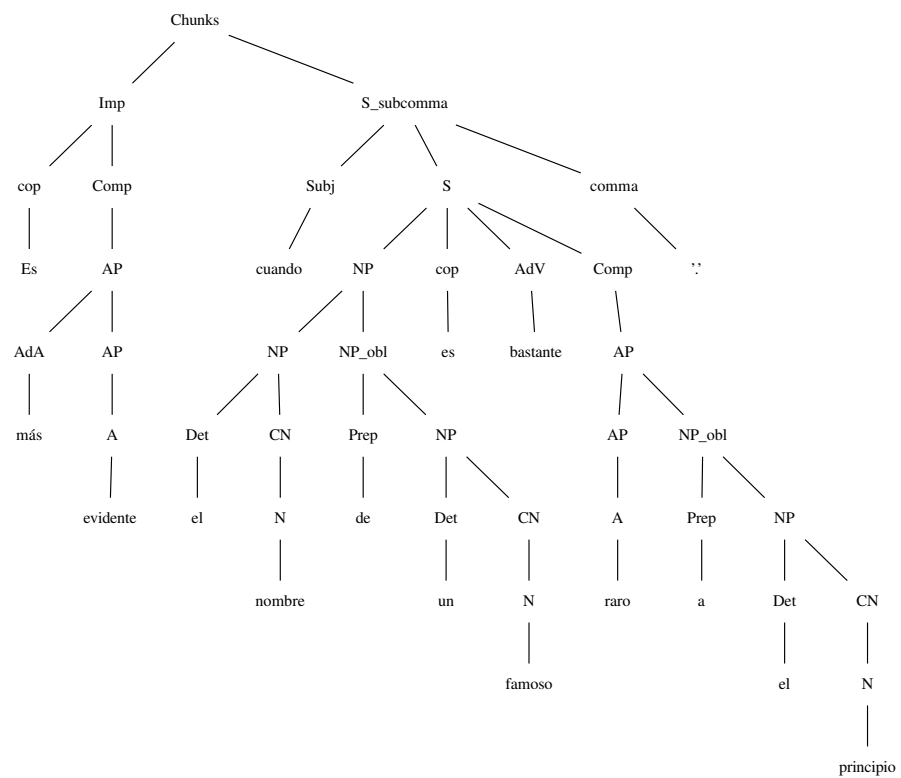 Chunks
Imp S_subcomma
cop Comp Subj S comma
Es AP cuando NP cop AdV Comp '.'
AdA AP NP NP_obl es bastante AP
más A Det CN Prep NP AP NP_obl
evidente el N de Det CN A Prep NP
nombre un N raro a Det CN
famoso el N
principio